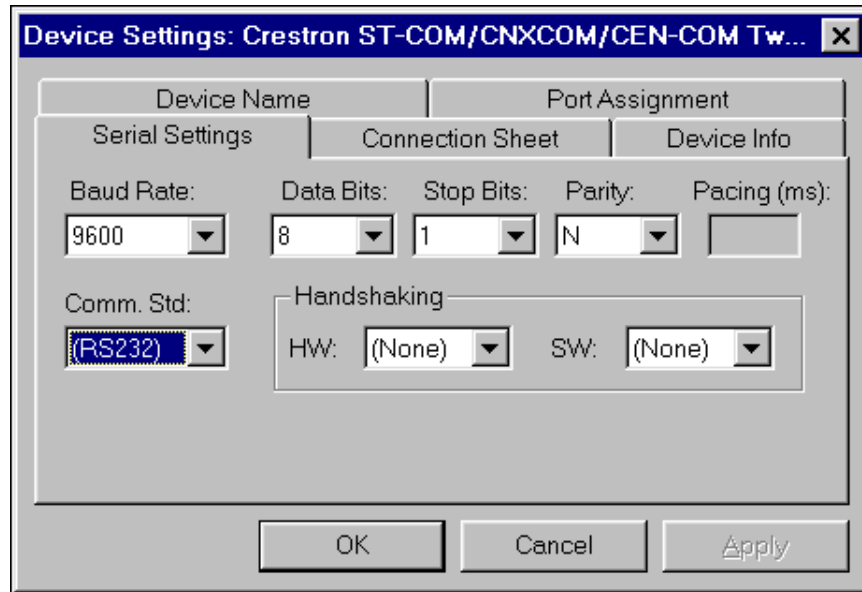 Device Settings: Crestron ST-COM/CNXCOM/CEN-COM Tw...
Device Name Port Assignment
Serial Settings Connection Sheet Device Info
Baud Rate: Data Bits: Stop Bits: Parity: Pacing (ms):
9600 8 1 N
Comm. Std: Handshaking
(RS232) HW: (None) SW: (None)
OK Cancel Apply